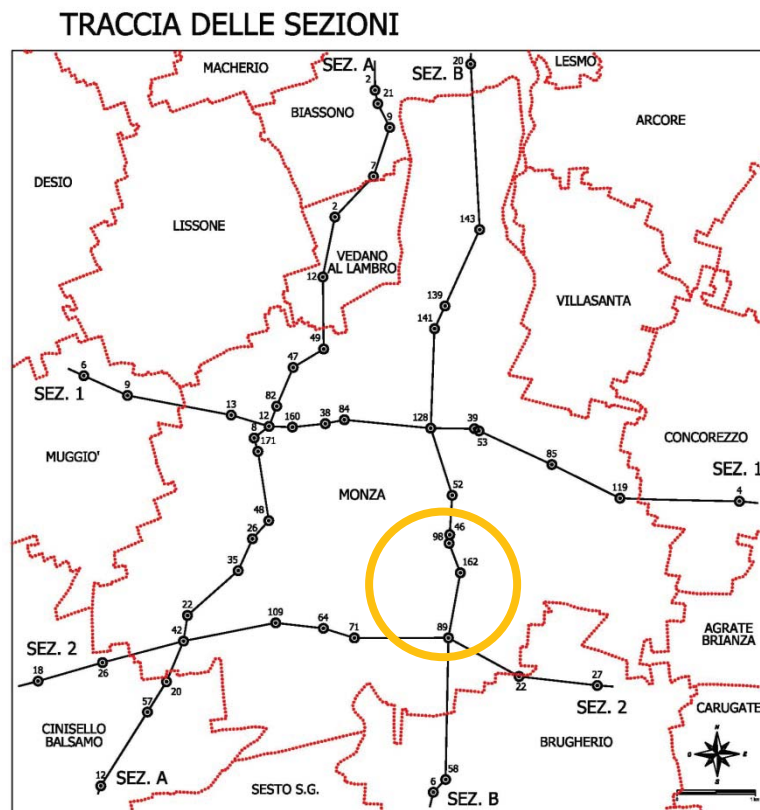 TRACCIA DELLE SEZIONI
MACHERIO
SEZ. A
20
LESMO
SEZ. B
2
21
BIASSONO
9
ARCORE
7
DESIO
2
LISSONE
143
VEDANO
AL LAMBRO
12
139
VILLASANTA
141
49
47
6
SEZ. 1
9
82
13
12
160
38
84
128
39
53
8
171
CONCOREZZO
MUGGIO'
85
SEZ. 1
119
4
52
MONZA
48
26
46
98
35
162
22
109
64
71
89
42
AGRATE
BRIANZA
SEZ. 2
18
26
20
22
27
57
SEZ. 2
CARUGATE
CINISELLO
BALSAMO
BRUGHERIO
12
SEZ. A
SESTO S.G.
58
6
SEZ. B